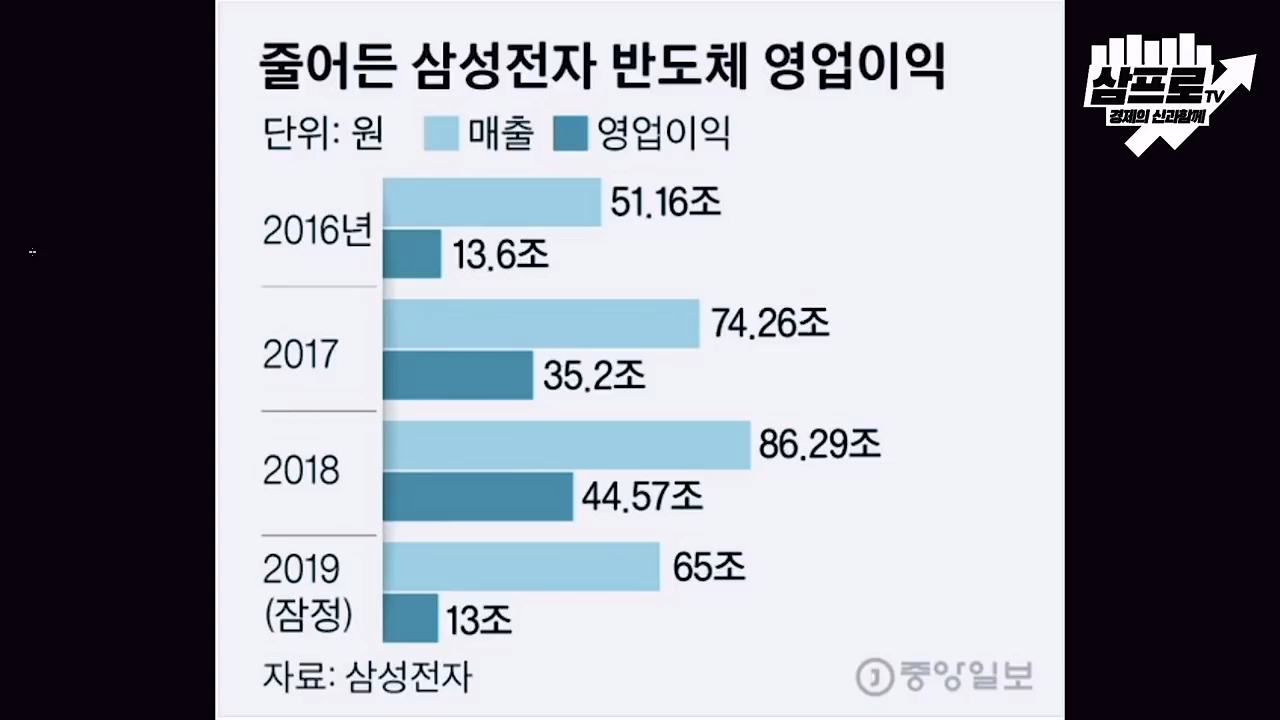 줄어든 삼성전자 반도체 영업이익
단위: 원 매출 영업이익
2016년
51.16조
13.6조
2017
74.26조
35.2조
2018
86.29조
44.57조
2019
(잠정)
65조
13조
자료: 삼성전자
J 중앙일보
삼프로TV
경제의 신과함께